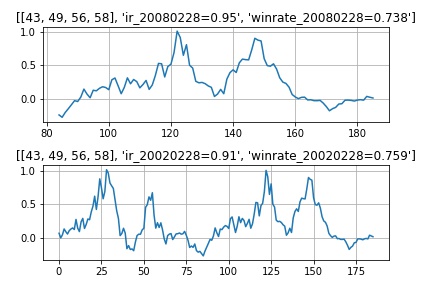 [[43, 49, 56, 58], 'ir_20080228=0.95', 'winrate_20080228=0.738']
1.0
0.5
0.0
80 100 120 140 160 180
[[43, 49, 56, 58], 'ir_20020228=0.91', 'winrate_20020228=0.759']
1.0
0.5
0.0
0 25 50 75 100 125 150 175